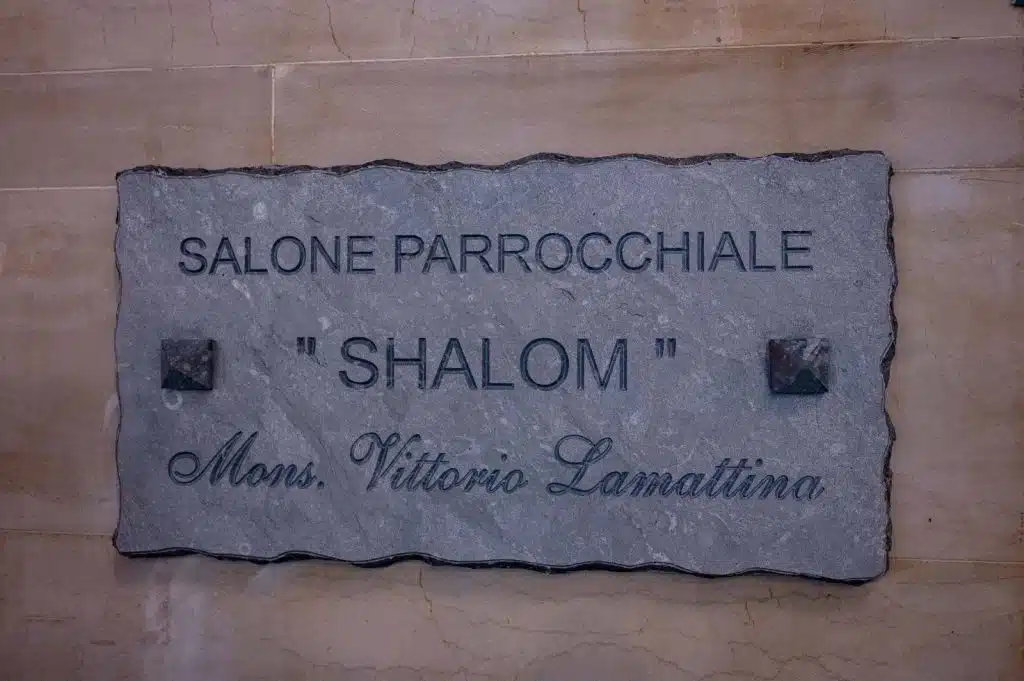 SALONE PARROCCHIALE
" SHALOM "
Mons. Vittorio Lamattina